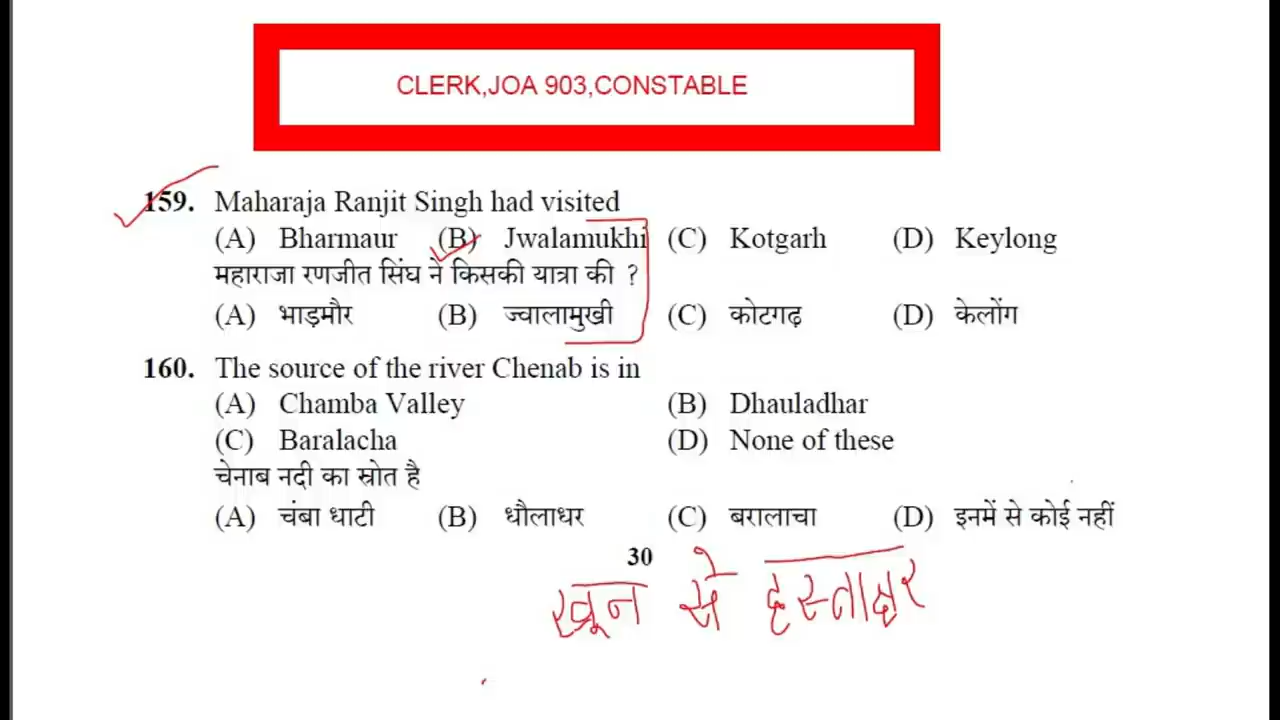 CLERK,JOA 903,CONSTABLE
159. Maharaja Ranjit Singh had visited
(A) Bharmaur (B) Jwalamukhi (C) Kotgarh (D) Keylong
महाराजा रणजीत सिंघ ने किसकी यात्रा की ?
(A) भाड़मौर (B) ज्वालामुखी (C) कोटगढ़ (D) केलोंग
160. The source of the river Chenab is in
(A) Chamba Valley (B) Dhauladhar
(C) Baralacha (D) None of these
चेनाब नदी का स्रोत है
(A) चंबा धाटी (B) धौलाधर (C) बरालाचा (D) इनमें से कोई नहीं
30
खून से हस्ताक्षर